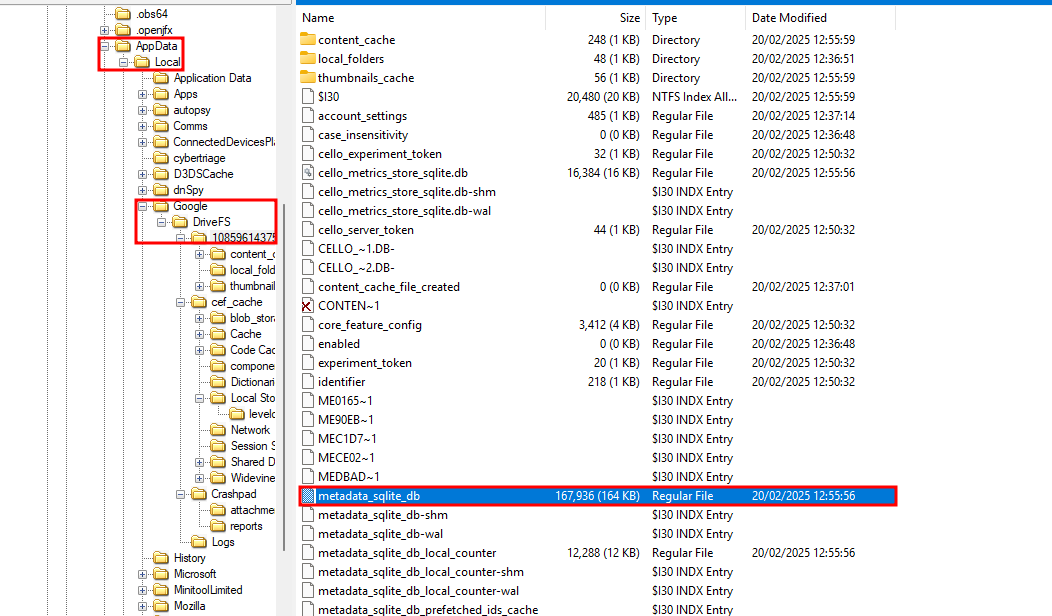 .obs64
.openjfx
AppData
Local
Application Data
Apps
autopsy
Comms
ConnectedDevicesPl
cybertriage
D3DSCache
dnSpy
Google
DriveFS
1085961437
content_c
local_fold
thumbnail
cef_cache
blob_stor
Cache
Code Cac
compone
Dictionari
Local Sto
levelc
Network
Session S
Shared D
Widevine
Crashpad
attachme
reports
Logs
History
Microsoft
MinitoolLimited
Mozilla
Name Size Type Date Modified
content_cache 248 (1 KB) Directory 20/02/2025 12:55:59
local_folders 48 (1 KB) Directory 20/02/2025 12:36:51
thumbnails_cache 56 (1 KB) Directory 20/02/2025 12:55:59
$I30 20,480 (20 KB) NTFS Index All... 20/02/2025 12:55:59
account_settings 485 (1 KB) Regular File 20/02/2025 12:37:14
case_insensitivity 0 (0 KB) Regular File 20/02/2025 12:36:48
cello_experiment_token 32 (1 KB) Regular File 20/02/2025 12:50:32
cello_metrics_store_sqlite.db 16,384 (16 KB) Regular File 20/02/2025 12:55:56
cello_metrics_store_sqlite.db-shm $I30 INDX Entry
cello_metrics_store_sqlite.db-wal $I30 INDX Entry
cello_server_token 44 (1 KB) Regular File 20/02/2025 12:50:32
CELLO_~1.DB- $I30 INDX Entry
CELLO_~2.DB- $I30 INDX Entry
content_cache_file_created 0 (0 KB) Regular File 20/02/2025 12:37:01
CONTEN~1 $I30 INDX Entry
core_feature_config 3,412 (4 KB) Regular File 20/02/2025 12:50:32
enabled 0 (0 KB) Regular File 20/02/2025 12:36:48
experiment_token 20 (1 KB) Regular File 20/02/2025 12:50:32
identifier 218 (1 KB) Regular File 20/02/2025 12:50:32
ME0165~1 $I30 INDX Entry
ME90EB~1 $I30 INDX Entry
MEC1D7~1 $I30 INDX Entry
MECE02~1 $I30 INDX Entry
MEDBAD~1 $I30 INDX Entry
metadata_sqlite_db 167,936 (164 KB) Regular File 20/02/2025 12:55:56
metadata_sqlite_db-shm $I30 INDX Entry
metadata_sqlite_db-wal $I30 INDX Entry
metadata_sqlite_db_local_counter 12,288 (12 KB) Regular File 20/02/2025 12:55:56
metadata_sqlite_db_local_counter-shm $I30 INDX Entry
metadata_sqlite_db_local_counter-wal $I30 INDX Entry
metadata_sqlite_db_prefetched_ids_cache $I30 INDX Entry